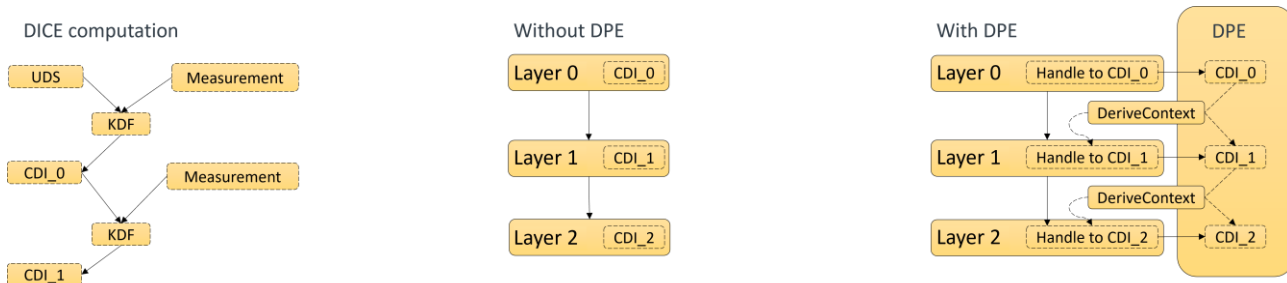 DICE computation
UDS
Measurement
KDF
CDI_0
Measurement
KDF
CDI_1
Without DPE
Layer 0
CDI_0
Layer 1
CDI_1
Layer 2
CDI_2
With DPE
DPE
Layer 0
Handle to CDI_0
CDI_0
DeriveContext
Layer 1
Handle to CDI_1
CDI_1
DeriveContext
Layer 2
Handle to CDI_2
CDI_2